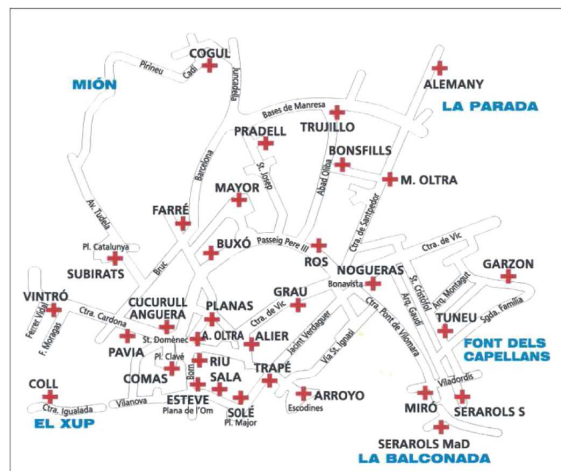 COGUL
Pirineu
Cadí
Juncadella
MIÓN
ALEMANY
LA PARADA
Bases de Manresa
TRUJILLO
PRADELL
BONSFILLS
Barcelona
St. Josep
Abad Oliba
M. OLTRA
MAYOR
Ctra. de Santpedor
FARRÉ
Av. Tudela
Bruc
BUXÓ
Passeig Pere III
ROS
Ctra. de Vic
Pl. Catalunya
SUBIRATS
NOGUERAS
Bonavista
St. Cristòfol
Arq. Gaudí
Arq. Montagut
GARZON
Sgda. Família
VINTRÓ
Ferrer Vidal
F. Moragas
Ctra. Cardona
CUCURULL
ANGUERA
PLANAS
GRAU
Ctra. de Vic
Ctra. Pont de Vilomara
TUNEU
FONT DELS
CAPELLANS
St. Domènec
A. OLTRA
ALIER
Jacint Verdaguer
Via St. Ignasi
PAVIA
Pl. Clavé
COMAS
Born
RIU
SALA
TRAPÉ
COLL
Ctra. Igualada
Vilanova
ESTEVE
Plana de l'Om
SOLÉ
Pl. Major
ARROYO
Escodines
Viladordis
MIRÓ
SERAROLS S
EL XUP
SERAROLS MaD
LA BALCONADA